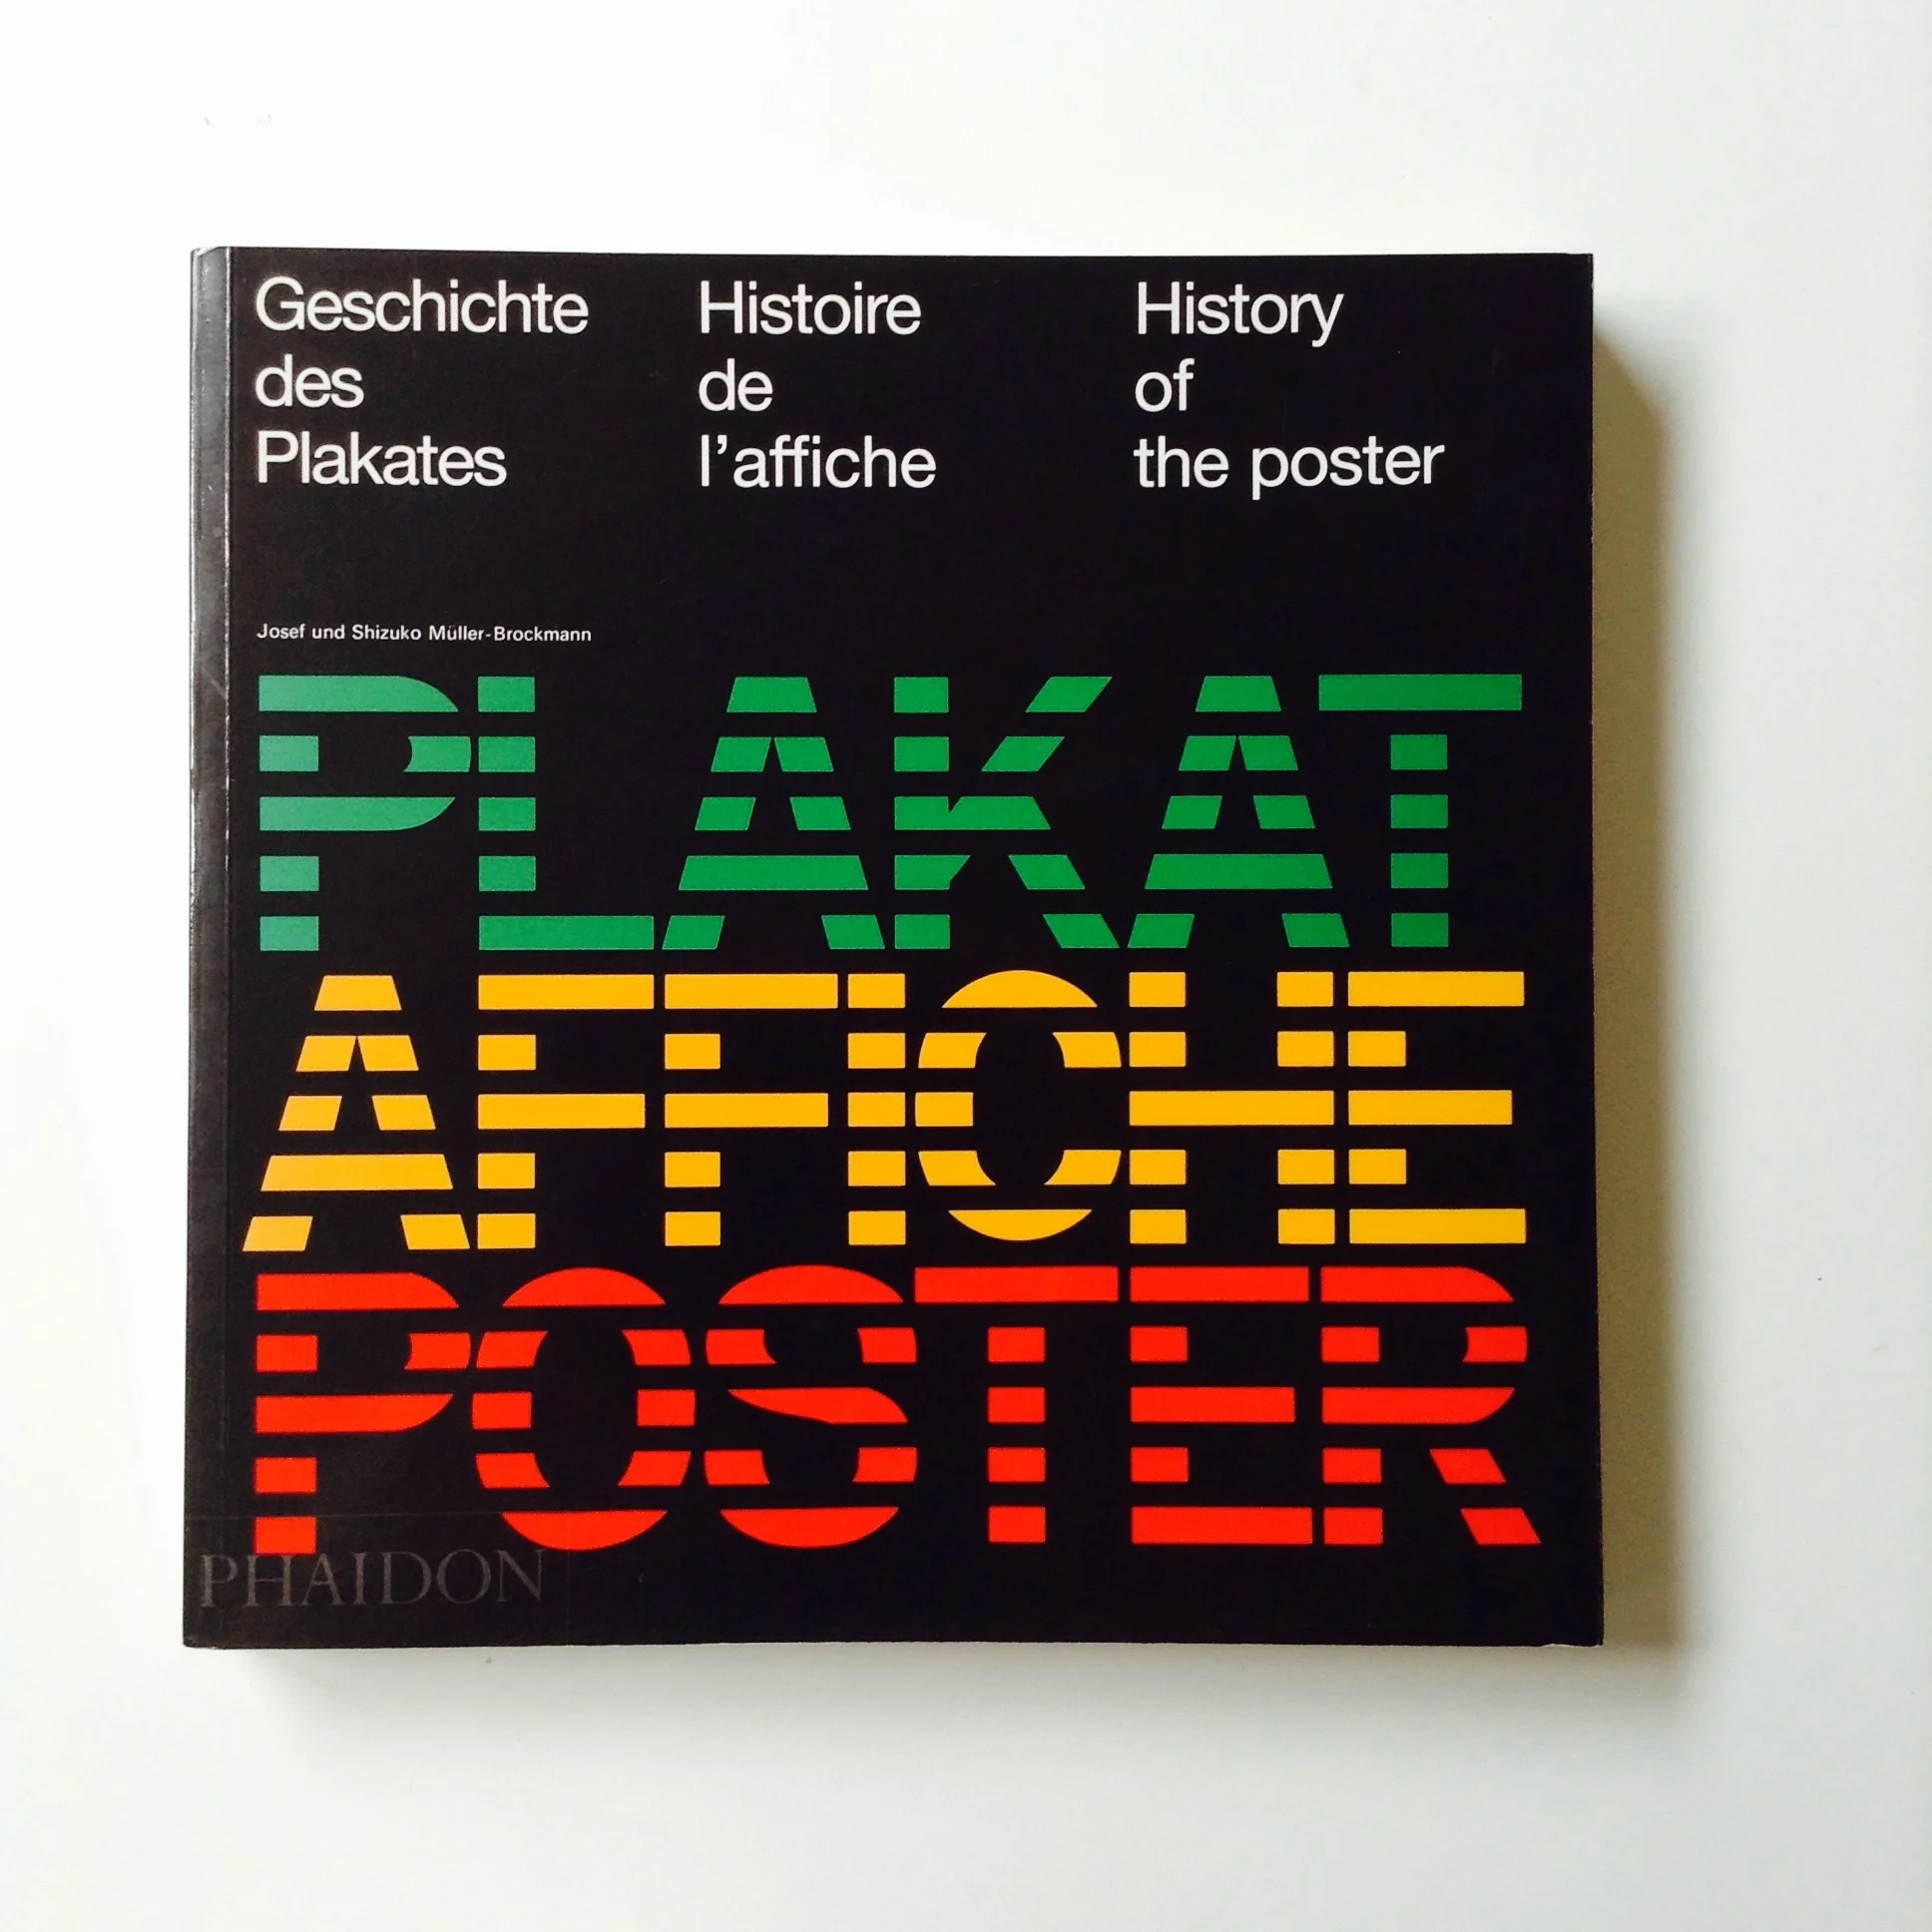 Geschichte
des
Plakates
Histoire
de
l’affiche
History
of
the poster
Josef und Shizuko Müller-Brockmann
PLAKAT
AFFICHE
POSTER
PHAIDON